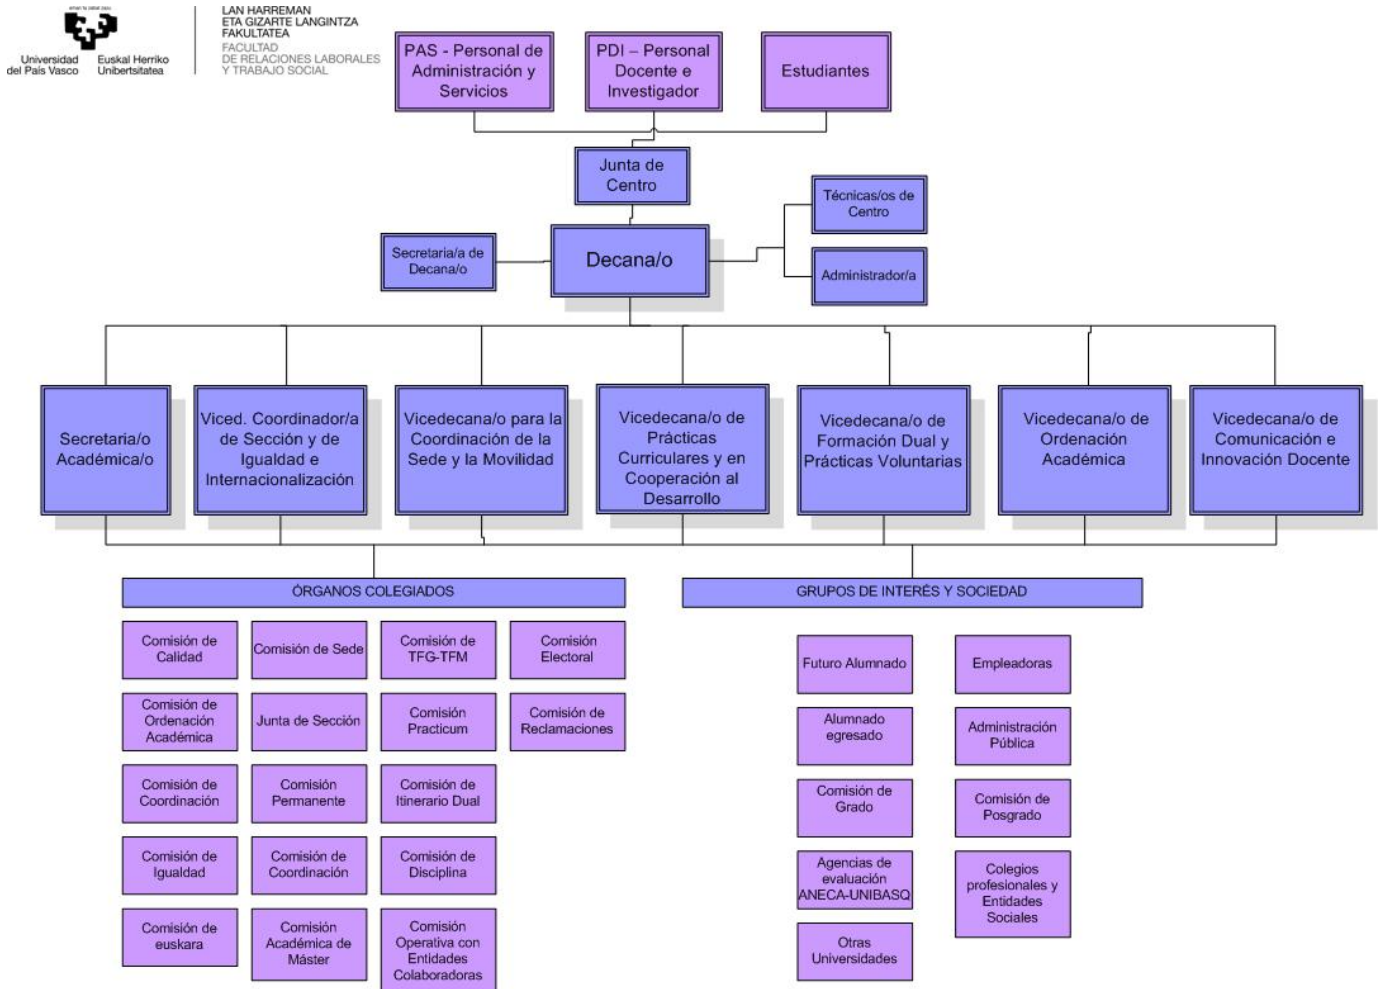 eman ta zabal zazu
Universidad
del País Vasco
Euskal Herriko
Unibertsitatea
LAN HARREMAN
ETA GIZARTE LANGINTZA
FAKULTATEA
FACULTAD
DE RELACIONES LABORALES
Y TRABAJO SOCIAL
PAS - Personal de
Administración y
Servicios
PDI – Personal
Docente e
Investigador
Estudiantes
Junta de
Centro
Técnicas/os de
Centro
Secretaria/a de
Decana/o
Decana/o
Administrador/a
Secretaria/o
Académica/o
Viced. Coordinador/a
de Sección y de
Igualdad e
Internacionalización
Vicedecana/o para la
Coordinación de la
Sede y la Movilidad
Vicedecana/o de
Prácticas
Curriculares y en
Cooperación al
Desarrollo
Vicedecana/o de
Formación Dual y
Prácticas Voluntarias
Vicedecana/o de
Ordenación
Académica
Vicedecana/o de
Comunicación e
Innovación Docente
ÓRGANOS COLEGIADOS
Comisión de
Calidad
Comisión de Sede
Comisión de
TFG-TFM
Comisión
Electoral
Comisión de
Ordenación
Académica
Junta de Sección
Comisión
Practicum
Comisión de
Reclamaciones
Comisión de
Coordinación
Comisión
Permanente
Comisión de
Itinerario Dual
Comisión de
Igualdad
Comisión de
Coordinación
Comisión de
Disciplina
Comisión de
euskara
Comisión
Académica de
Máster
Comisión
Operativa con
Entidades
Colaboradoras
GRUPOS DE INTERÉS Y SOCIEDAD
Futuro Alumnado
Empleadoras
Alumnado
egresado
Administración
Pública
Comisión de
Grado
Comisión de
Posgrado
Agencias de
evaluación
ANECA-UNIBASQ
Colegios
profesionales y
Entidades
Sociales
Otras
Universidades